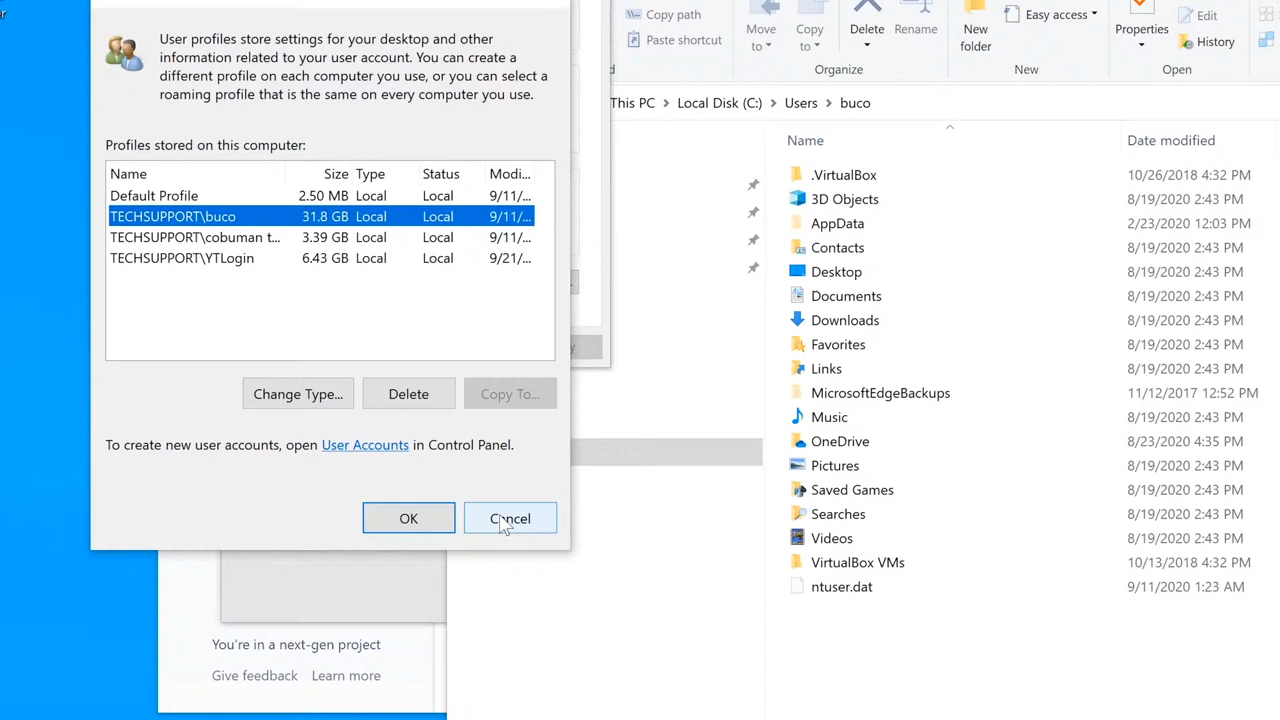 User profiles store settings for your desktop and other
information related to your user account. You can create a
different profile on each computer you use, or you can select a
roaming profile that is the same on every computer you use.
Profiles stored on this computer:
Name Size Type Status Modi...
Default Profile 2.50 MB Local Local 9/11/...
TECHSUPPORT\buco 31.8 GB Local Local 9/11/...
TECHSUPPORT\cobuman t... 3.39 GB Local Local 9/11/...
TECHSUPPORT\YTLogin 6.43 GB Local Local 9/21/...
Change Type... Delete Copy To...
To create new user accounts, open User Accounts in Control Panel.
OK Cancel
You're in a next-gen project
Give feedback Learn more
Copy path
Paste shortcut
Move to
Copy to
Delete
Rename
Organize
New folder
Easy access
New
Properties
Edit
History
Open
This PC > Local Disk (C:) > Users > buco
Name Date modified
.VirtualBox 10/26/2018 4:32 PM
3D Objects 8/19/2020 2:43 PM
AppData 2/23/2020 12:03 PM
Contacts 8/19/2020 2:43 PM
Desktop 8/19/2020 2:43 PM
Documents 8/19/2020 2:43 PM
Downloads 8/19/2020 2:43 PM
Favorites 8/19/2020 2:43 PM
Links 8/19/2020 2:43 PM
MicrosoftEdgeBackups 11/12/2017 12:52 PM
Music 8/19/2020 2:43 PM
OneDrive 8/23/2020 4:35 PM
Pictures 8/19/2020 2:43 PM
Saved Games 8/19/2020 2:43 PM
Searches 8/19/2020 2:43 PM
Videos 8/19/2020 2:43 PM
VirtualBox VMs 10/13/2018 4:32 PM
ntuser.dat 9/11/2020 1:23 AM